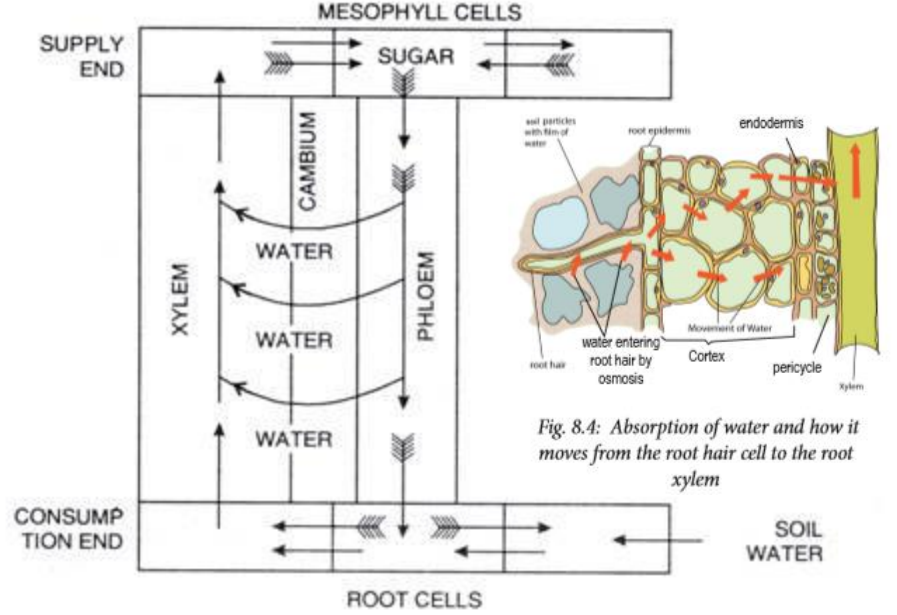 MESOPHYLL CELLS
SUPPLY
END
SUGAR
CAMBIUM
XYLEM
PHLOEM
WATER
WATER
WATER
CONSUMP
TION END
SOIL
WATER
ROOT CELLS
soil particles
with film of
water
root epidermis
endodermis
Movement of Water
water entering
root hair by
osmosis
root hair
Cortex
pericycle
Xylem
Fig. 8.4: Absorption of water and how it
moves from the root hair cell to the root
xylem